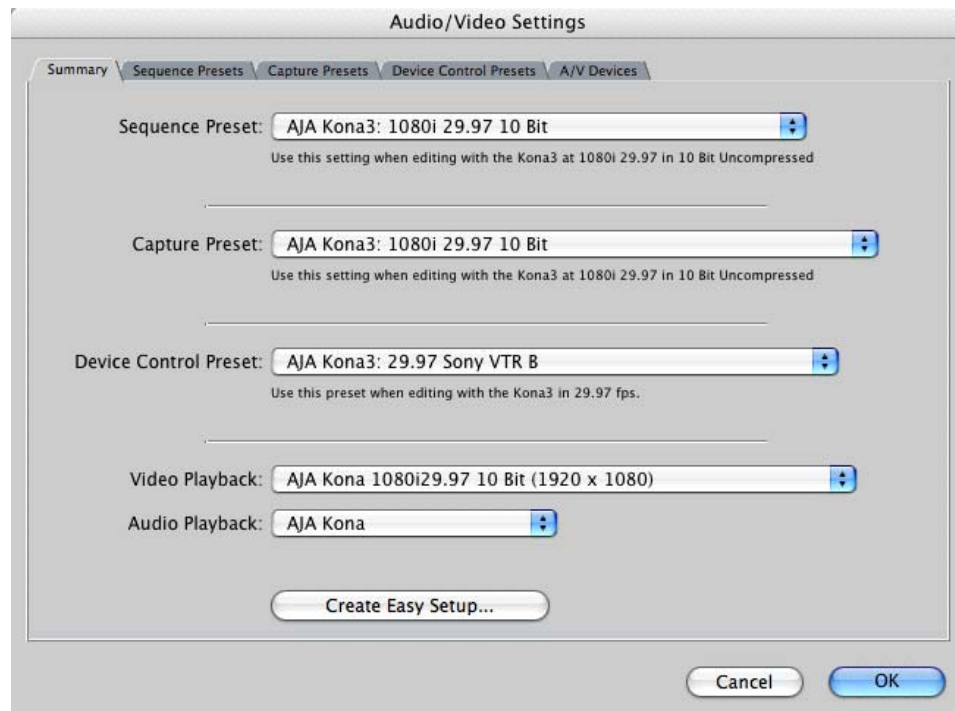 Audio/Video Settings
Summary Sequence Presets Capture Presets Device Control Presets A/V Devices
Sequence Preset: AJA Kona3: 1080i 29.97 10 Bit
Use this setting when editing with the Kona3 at 1080i 29.97 in 10 Bit Uncompressed
Capture Preset: AJA Kona3: 1080i 29.97 10 Bit
Use this setting when editing with the Kona3 at 1080i 29.97 in 10 Bit Uncompressed
Device Control Preset: AJA Kona3: 29.97 Sony VTR B
Use this preset when editing with the Kona3 in 29.97 fps.
Video Playback: AJA Kona 1080i29.97 10 Bit (1920 x 1080)
Audio Playback: AJA Kona
Create Easy Setup...
Cancel OK